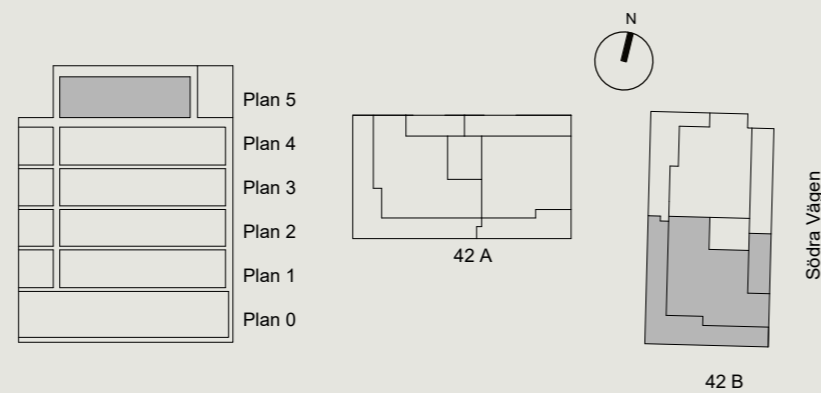 N
Plan 5
Plan 4
Plan 3
Plan 2
Plan 1
Plan 0
42 A
Södra Vägen
42 B